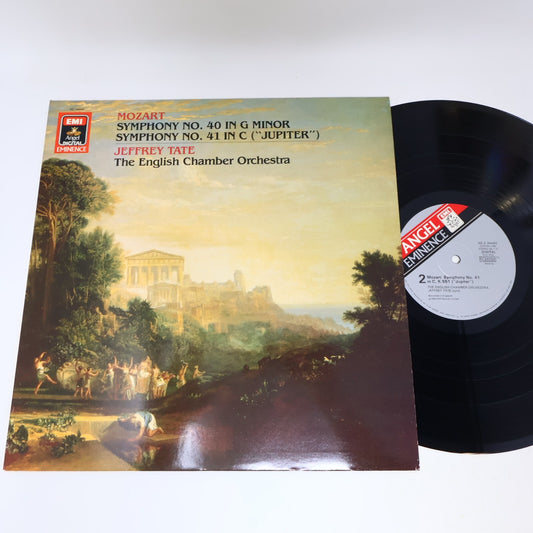 EMI
Angel
DIGITAL
EMINENCE
MOZART
SYMPHONY NO. 40 IN G MINOR
SYMPHONY NO. 41 IN C ("JUPITER")
JEFFREY TATE
The English Chamber Orchestra
ANGEL
EMINENCE
EMI
2 Mozart: Symphony No. 41
in C, K.551 ("Jupiter")
THE ENGLISH CHAMBER ORCHESTRA
JEFFREY TATE